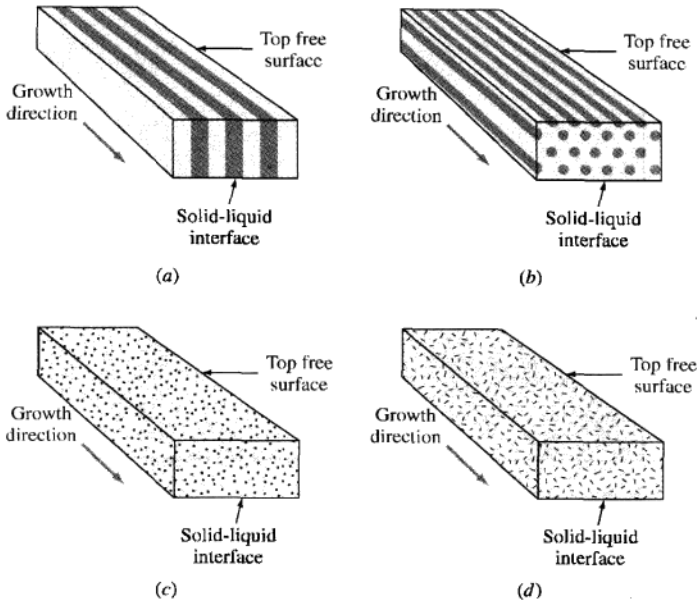 Top free
surface
Growth
direction
Solid-liquid
interface
(a)
Top free
surface
Growth
direction
Solid-liquid
interface
(b)
Top free
surface
Growth
direction
Solid-liquid
interface
(c)
Top free
surface
Growth
direction
Solid-liquid
interface
(d)